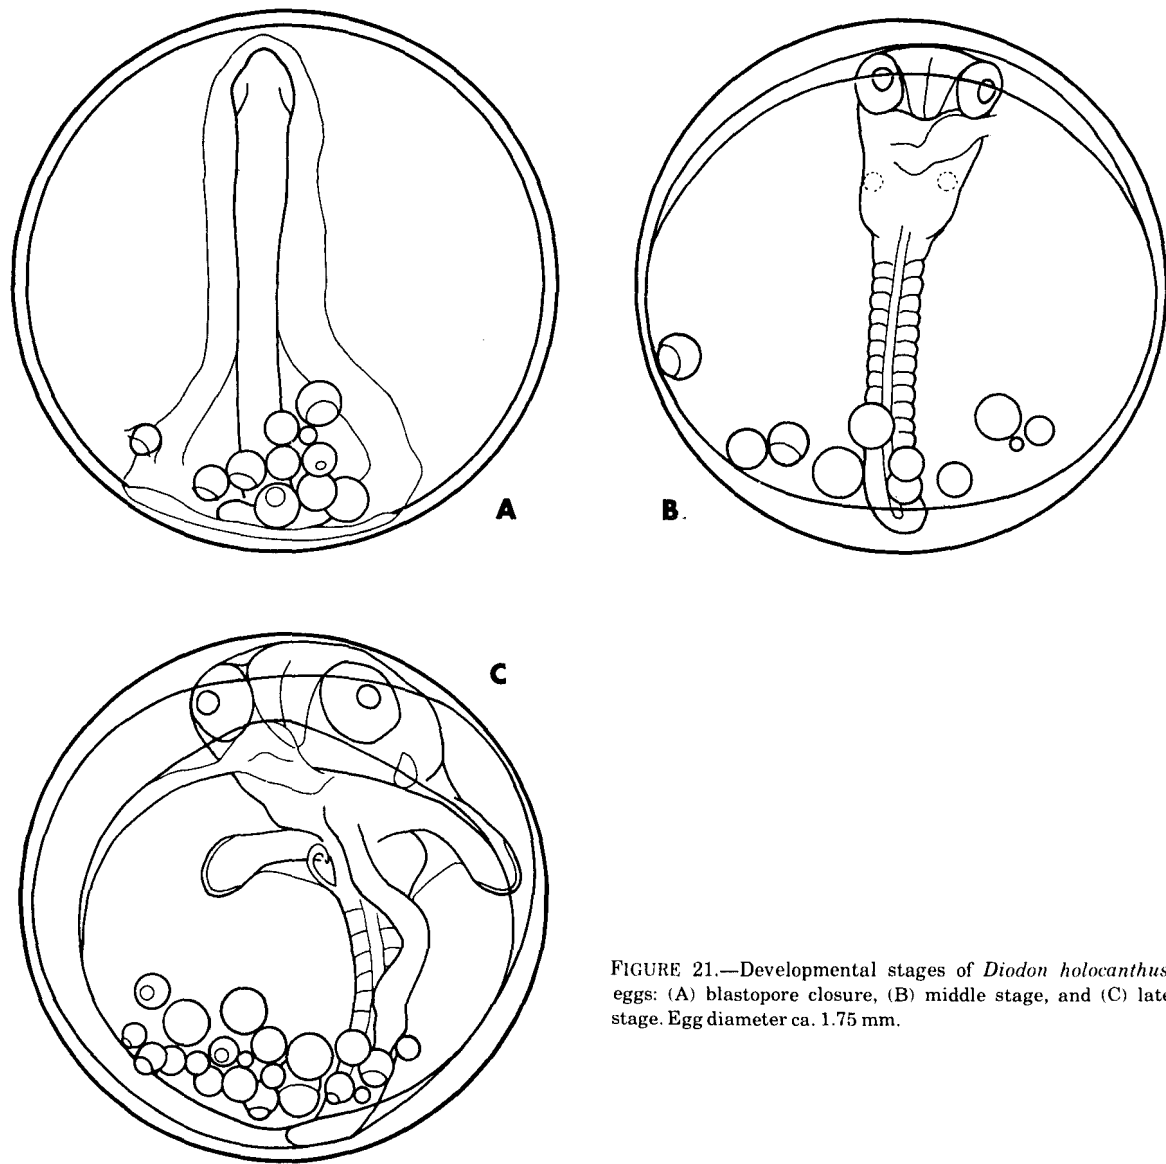 A
B.
C
FIGURE 21.—Developmental stages of Diodon holocanthus
eggs: (A) blastopore closure, (B) middle stage, and (C) late
stage. Egg diameter ca. 1.75 mm.